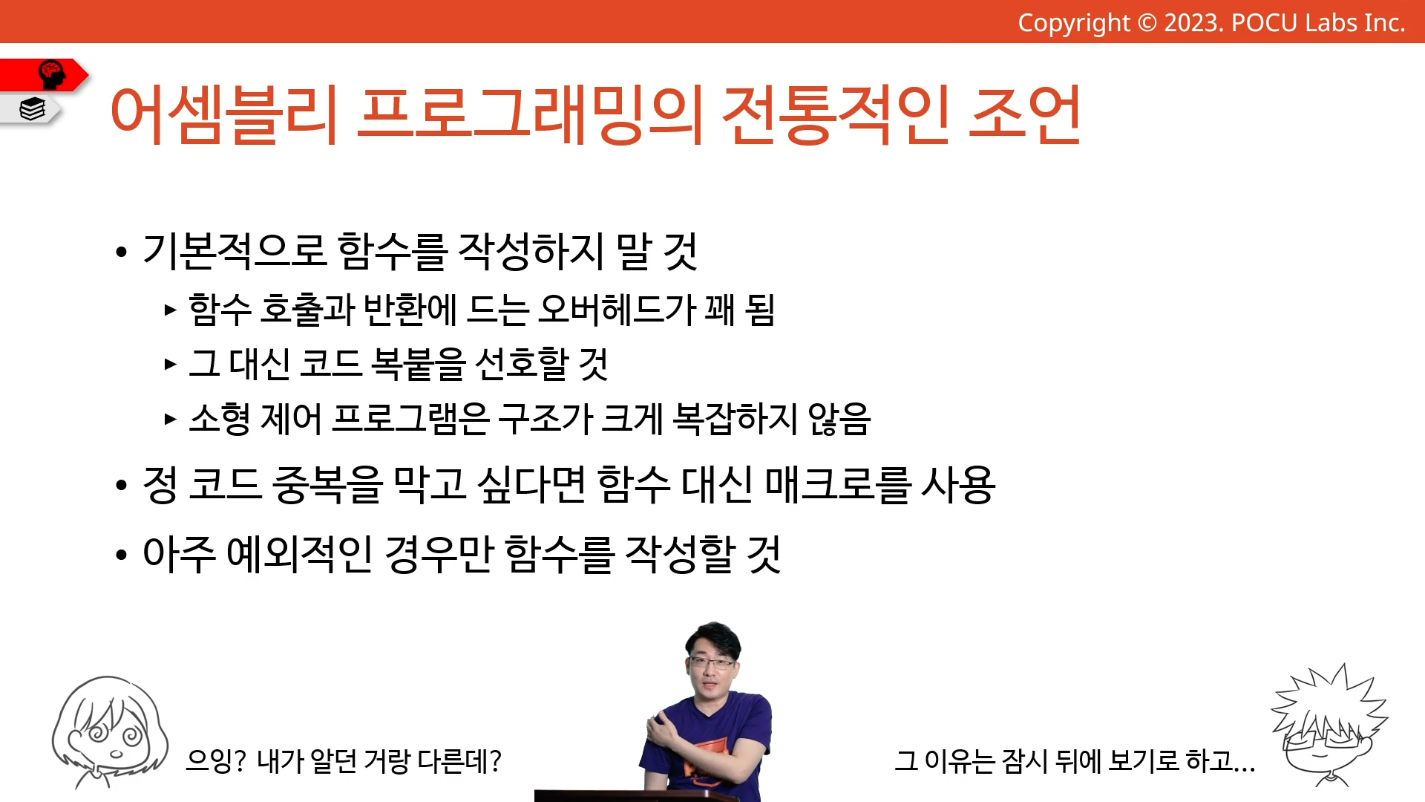 Copyright © 2023. POCU Labs Inc.
어셈블리 프로그래밍의 전통적인 조언
• 기본적으로 함수를 작성하지 말 것
▸ 함수 호출과 반환에 드는 오버헤드가 꽤 됨
▸ 그 대신 코드 복붙을 선호할 것
▸ 소형 제어 프로그램은 구조가 크게 복잡하지 않음
• 정 코드 중복을 막고 싶다면 함수 대신 매크로를 사용
• 아주 예외적인 경우만 함수를 작성할 것
으잉? 내가 알던 거랑 다른데?
그 이유는 잠시 뒤에 보기로 하고...